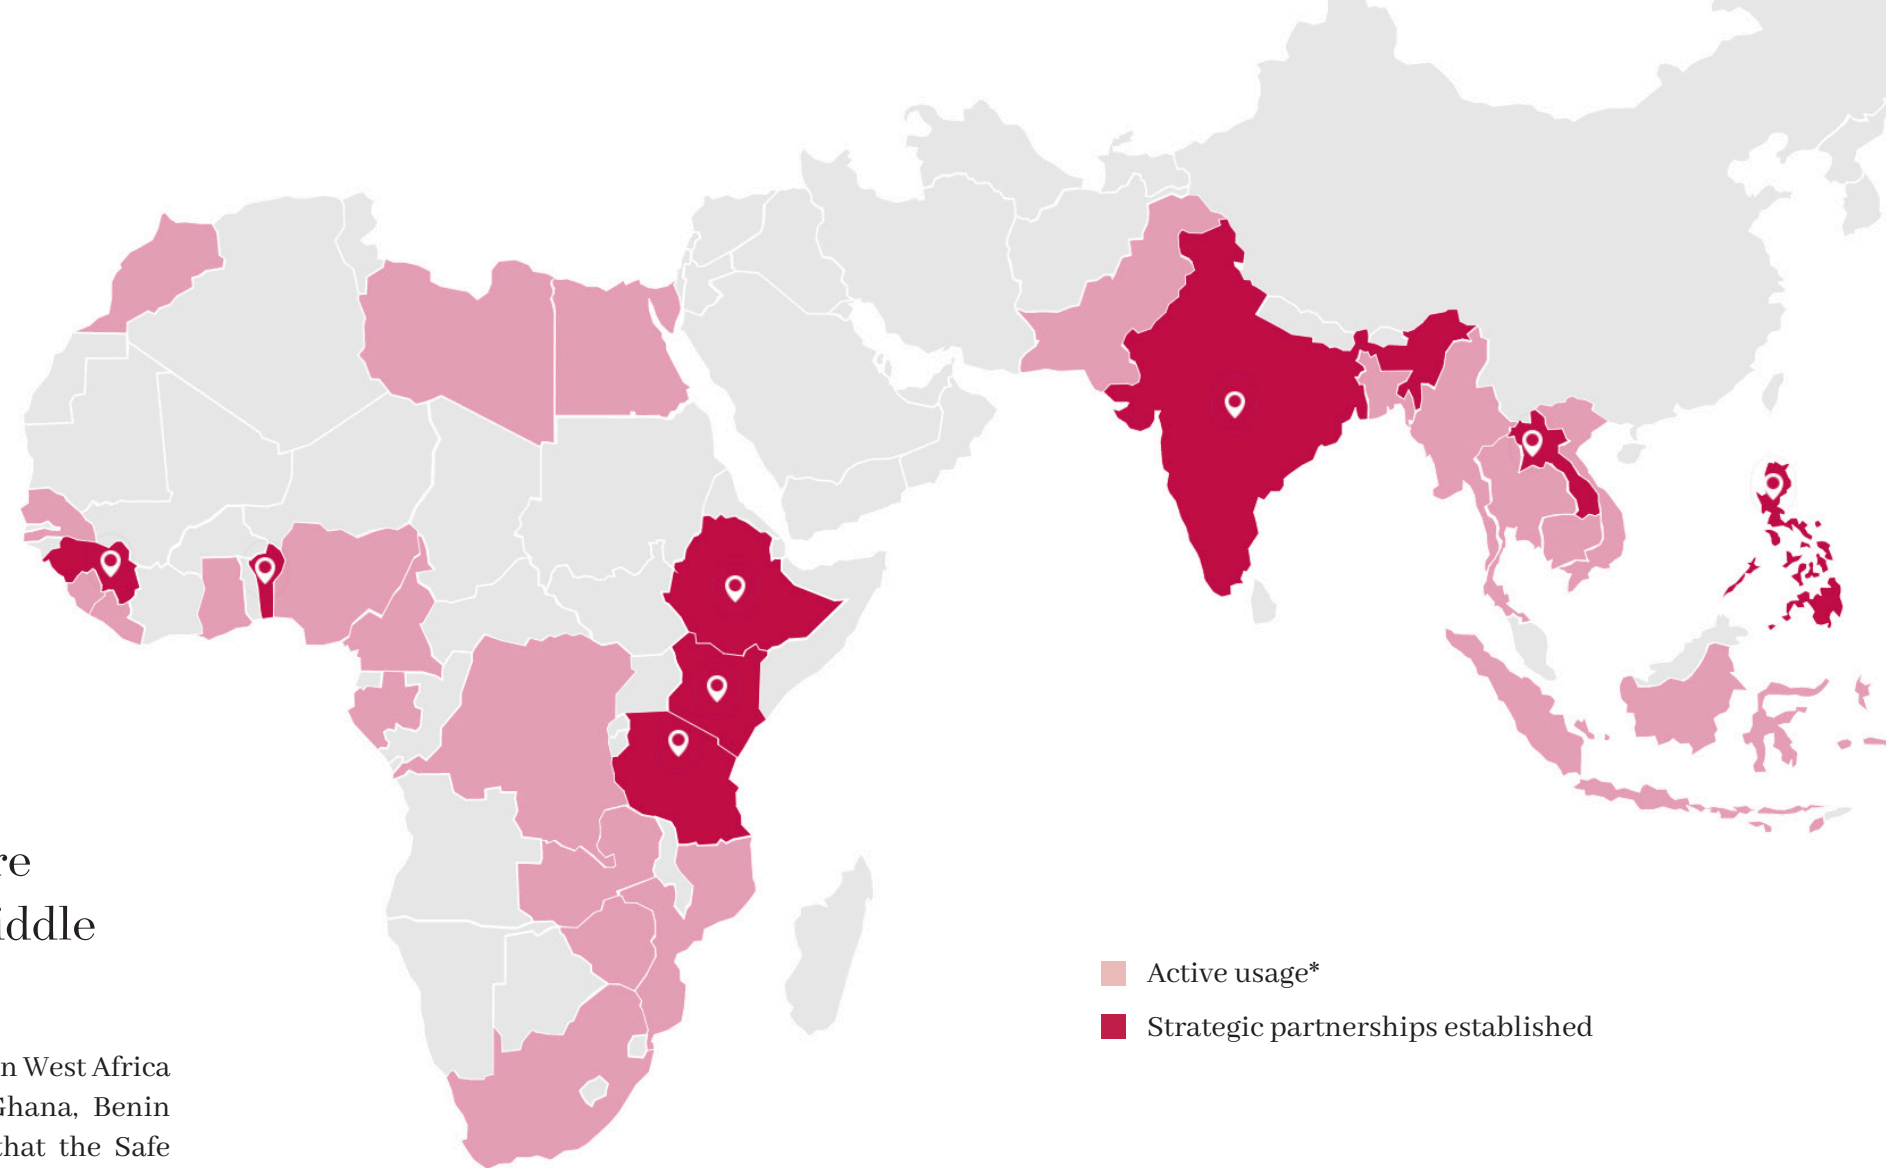 re
iddle
n West Africa
Ghana, Benin
that the Safe
Active usage*
Strategic partnerships established